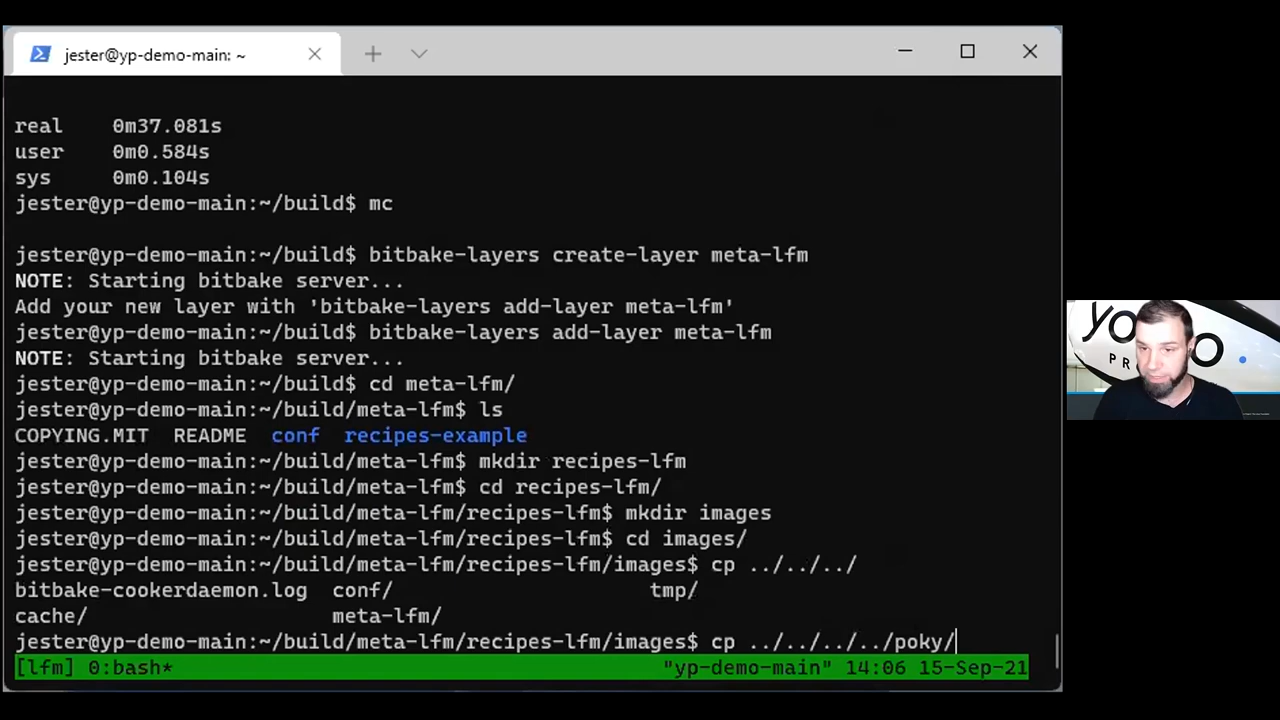 jester@yp-demo-main: ~
real 0m37.081s
user 0m0.584s
sys 0m0.104s
jester@yp-demo-main:~/build$ mc
jester@yp-demo-main:~/build$ bitbake-layers create-layer meta-lfm
NOTE: Starting bitbake server...
Add your new layer with 'bitbake-layers add-layer meta-lfm'
jester@yp-demo-main:~/build$ bitbake-layers add-layer meta-lfm
NOTE: Starting bitbake server...
jester@yp-demo-main:~/build$ cd meta-lfm/
jester@yp-demo-main:~/build/meta-lfm$ ls
COPYING.MIT README conf recipes-example
jester@yp-demo-main:~/build/meta-lfm$ mkdir recipes-lfm
jester@yp-demo-main:~/build/meta-lfm$ cd recipes-lfm/
jester@yp-demo-main:~/build/meta-lfm/recipes-lfm$ mkdir images
jester@yp-demo-main:~/build/meta-lfm/recipes-lfm$ cd images/
jester@yp-demo-main:~/build/meta-lfm/recipes-lfm/images$ cp ../../../
bitbake-cookerdaemon.log conf/ tmp/
cache/ meta-lfm/
jester@yp-demo-main:~/build/meta-lfm/recipes-lfm/images$ cp ../../../../poky/
[lfm] 0:bash* "yp-demo-main" 14:06 15-Sep-21